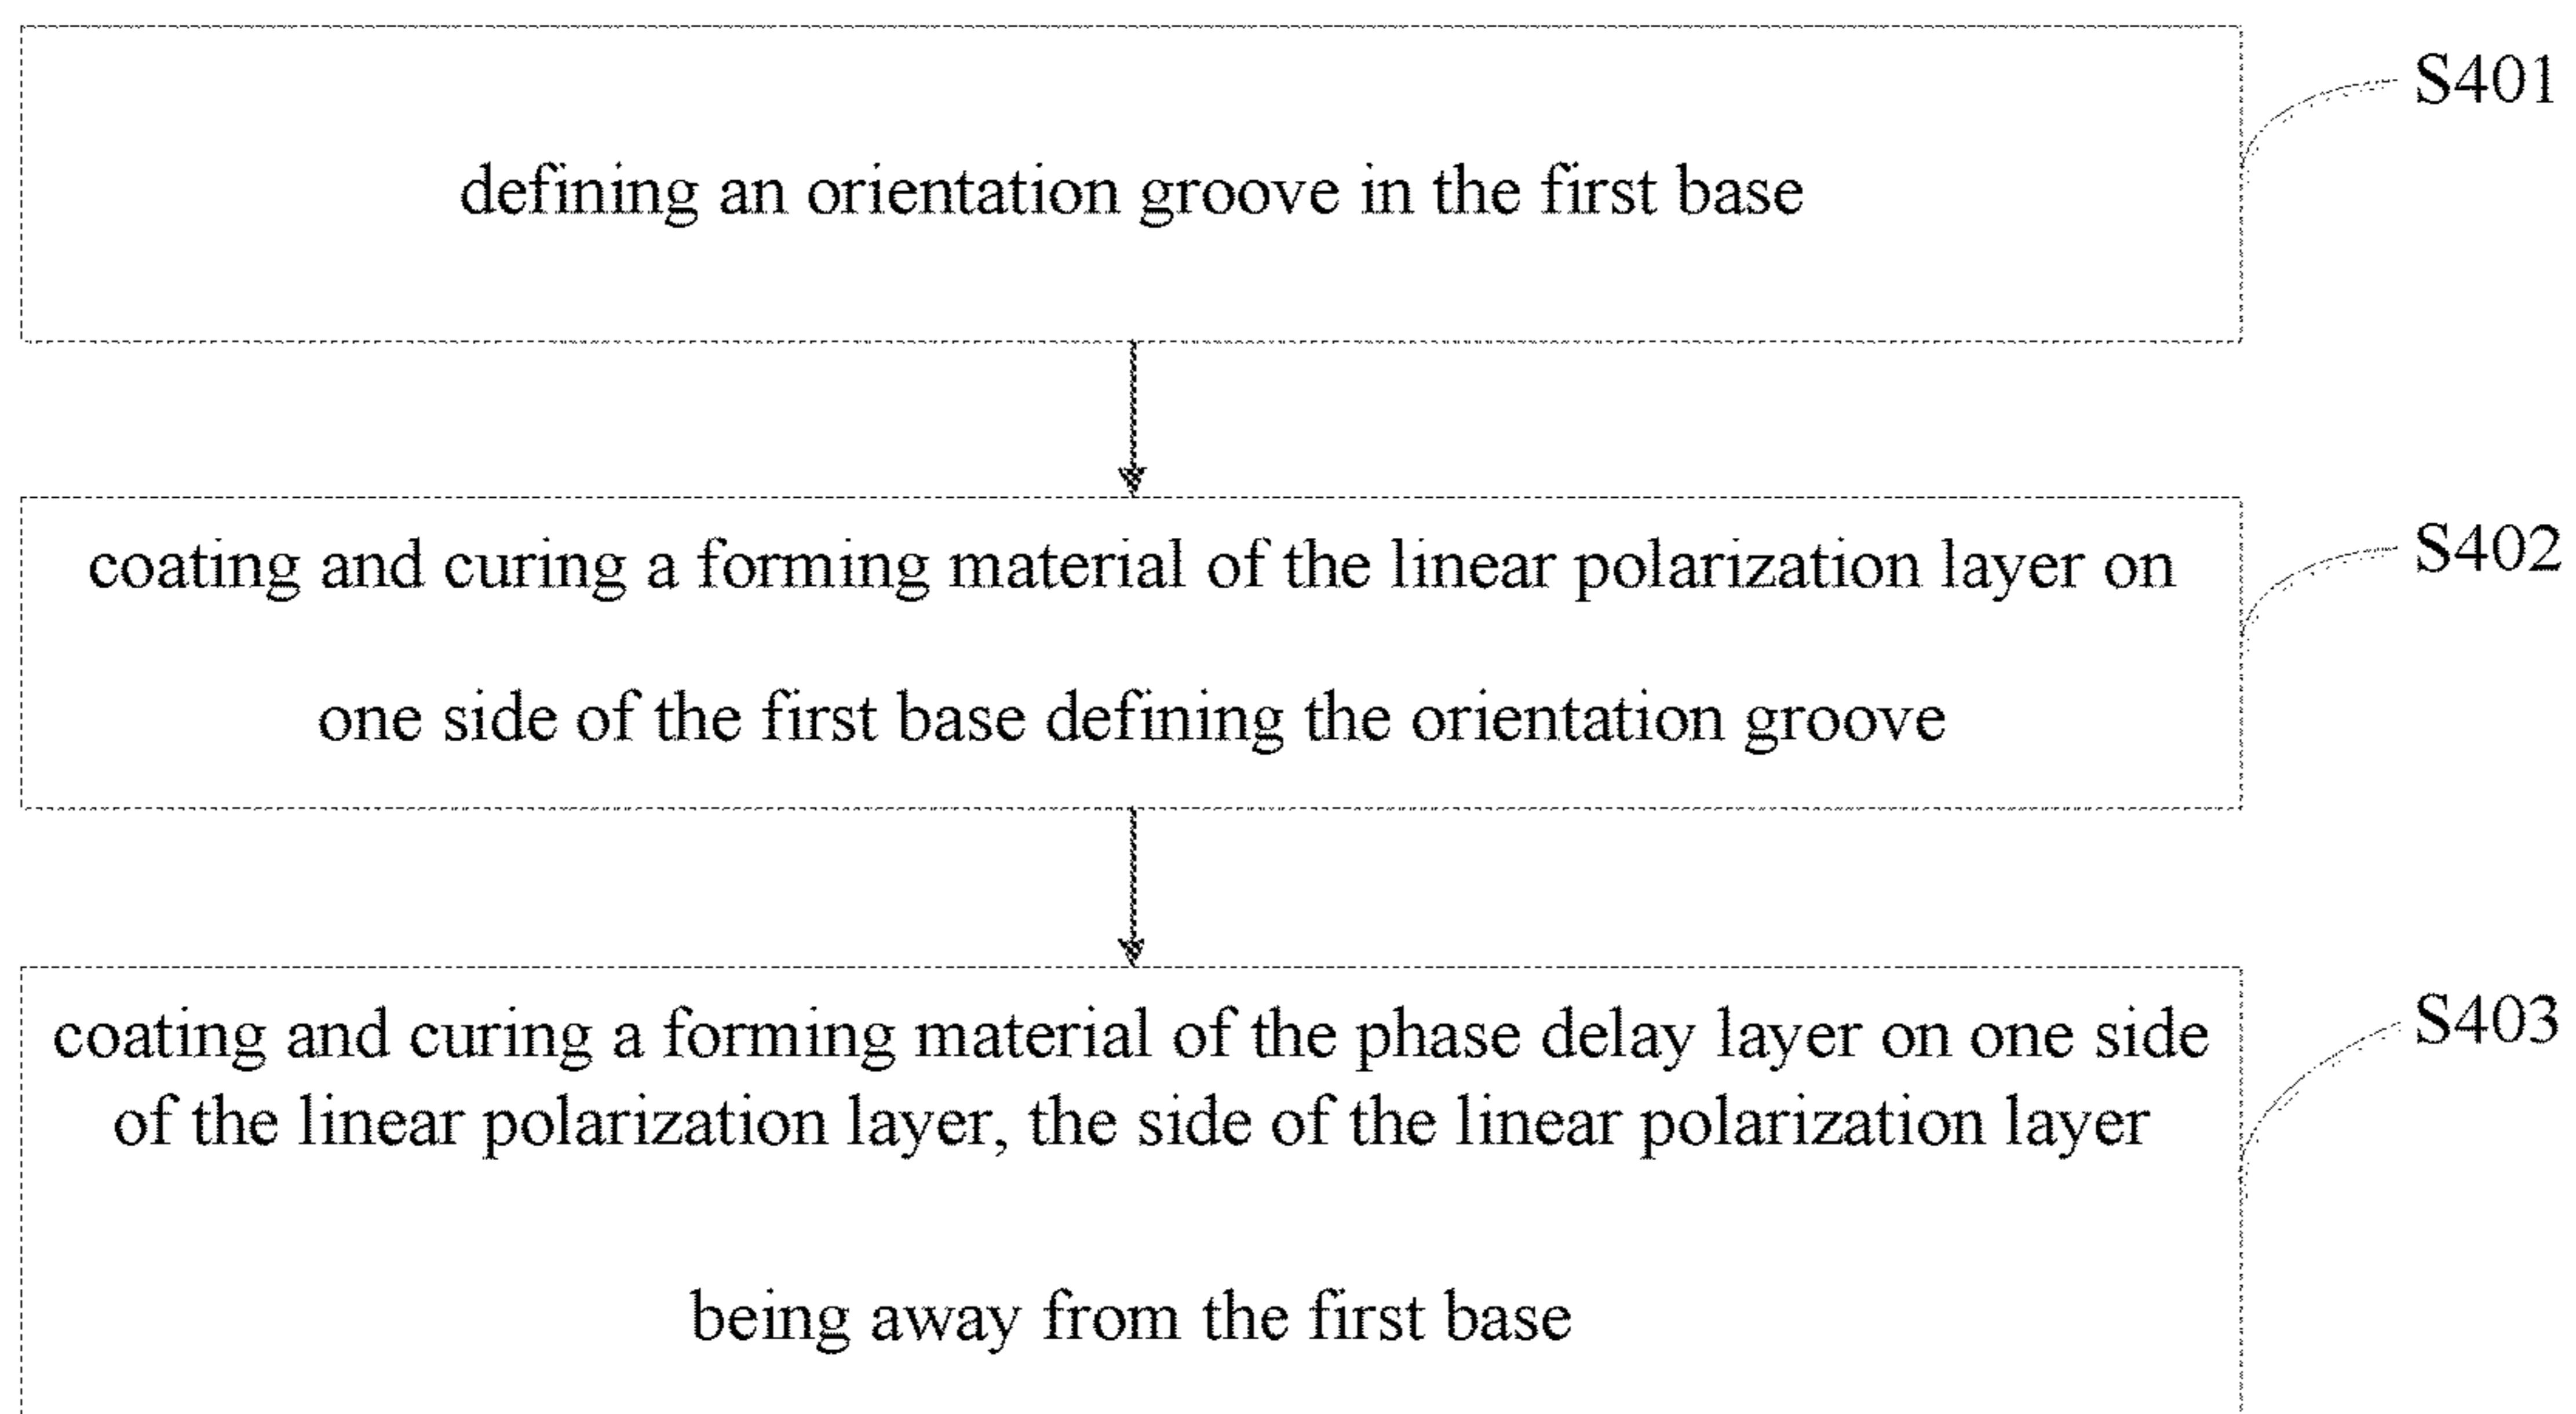 defining an orientation groove in the first base
S401
coating and curing a forming material of the linear polarization layer on
one side of the first base defining the orientation groove
S402
coating and curing a forming material of the phase delay layer on one side
of the linear polarization layer, the side of the linear polarization layer
being away from the first base
S403